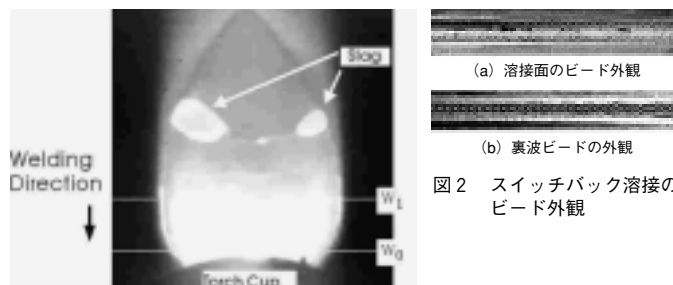 Slag
Welding
Direction
W1
W0
Torch Cup
(a) 溶接面のビード外観
(b) 裏波ビードの外観
図2 スイッチバック溶接の
ビード外観